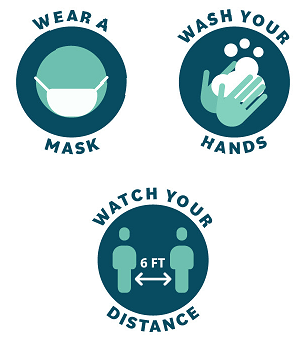 WEAR A
MASK
WASH YOUR
HANDS
WATCH YOUR
6 FT
DISTANCE